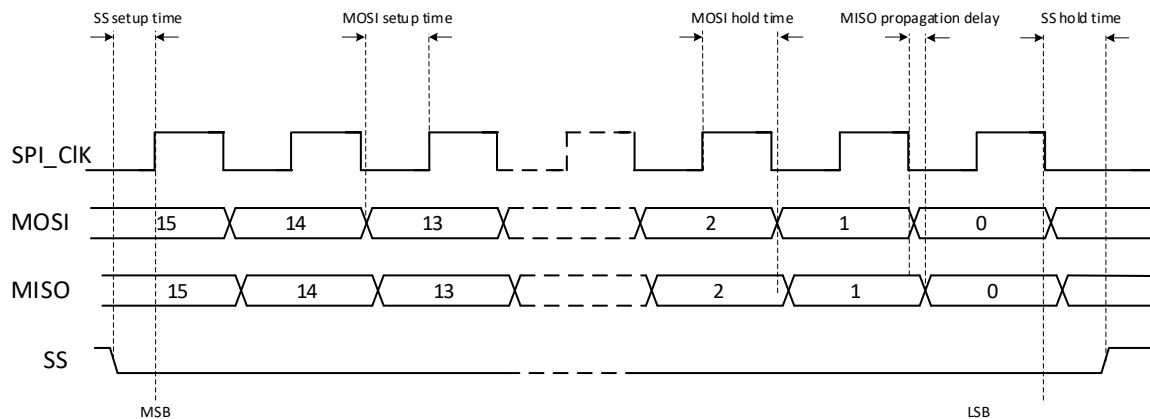 SS setup time MOSI setup time MOSI hold time MISO propagation delay SS hold time
SPI_ClK
MOSI 15 14 13 2 1 0
MISO 15 14 13 2 1 0
SS
MSB LSB